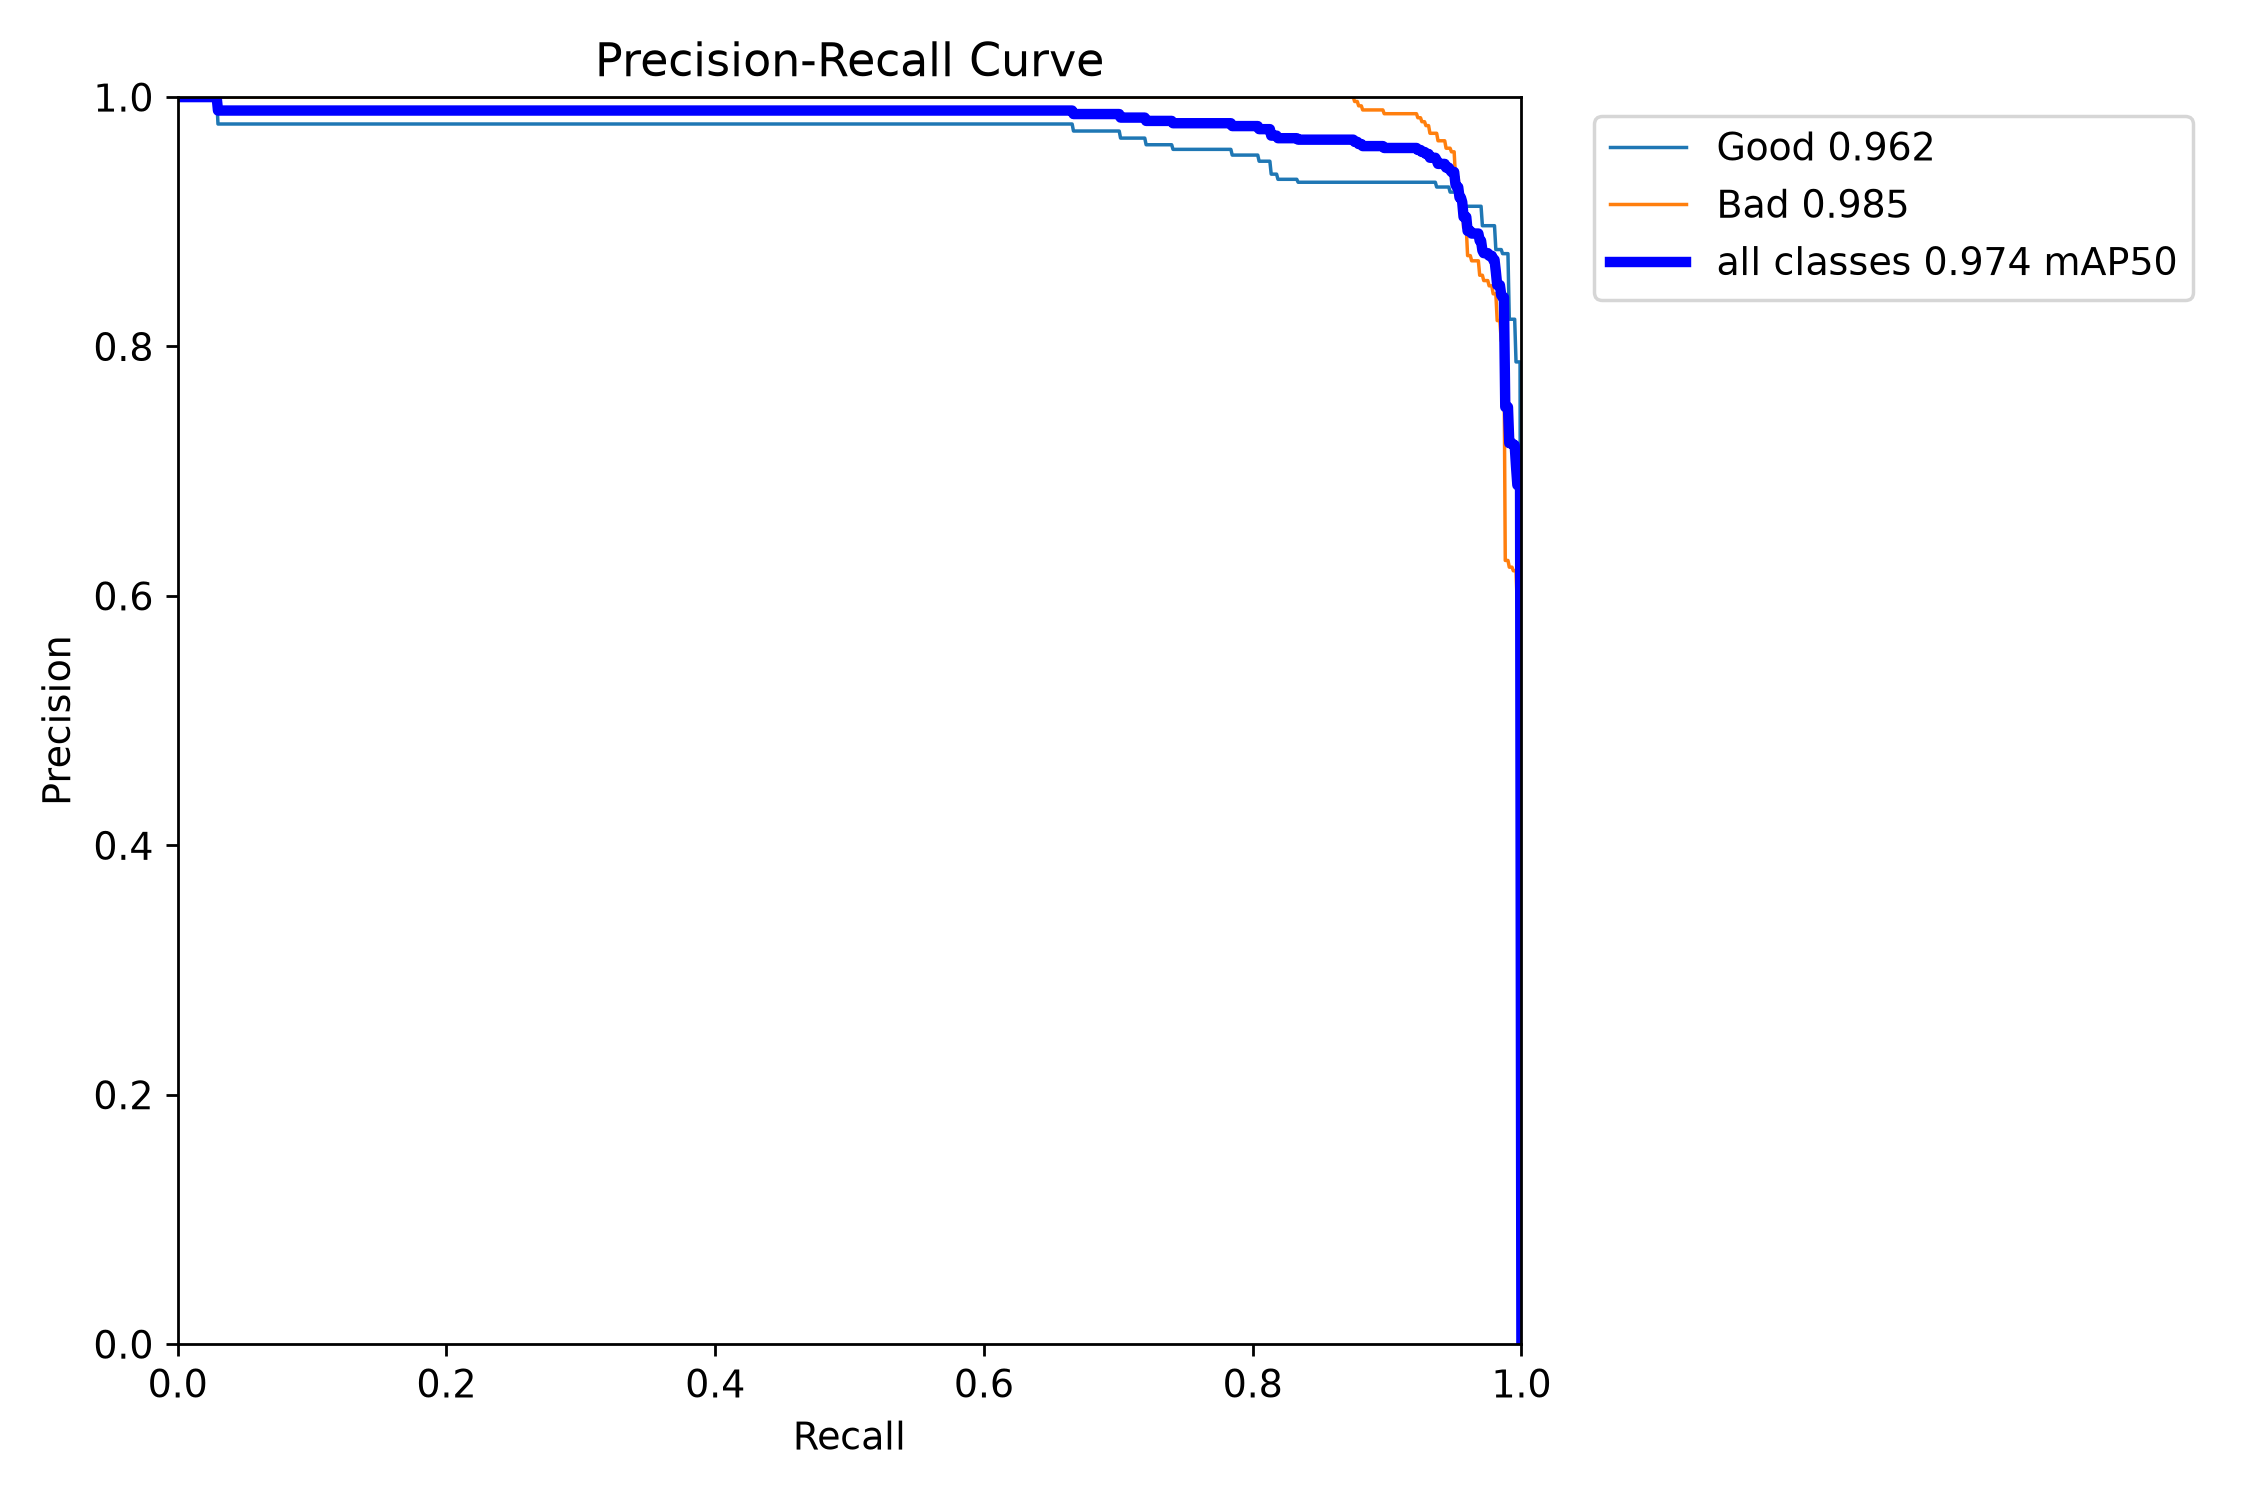 Precision-Recall Curve
1.0
0.8
0.6
0.4
0.2
0.0
Precision
0.0 0.2 0.4 0.6 0.8 1.0
Recall
Good 0.962
Bad 0.985
all classes 0.974 mAP50